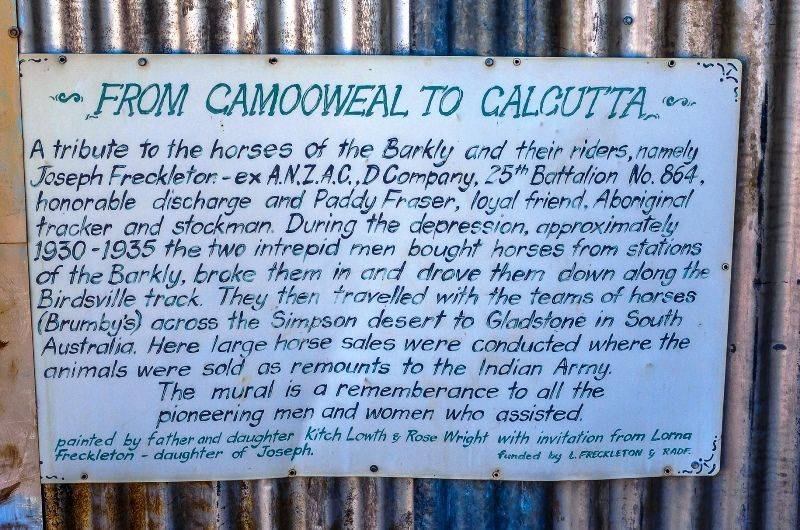 FROM CAMOOWEAL TO CALCUTTA
A tribute to the horses of the Barkly and their riders, namely
Joseph Freckleton - ex A.N.Z.A.C., D Company, 25th Battalion No. 864,
honorable discharge and Paddy Fraser, loyal friend, Aboriginal
tracker and stockman. During the depression, approximately
1930-1935 the two intrepid men bought horses from stations
of the Barkly, broke them in and drove them down along the
Birdsville track. They then travelled with the teams of horses
(Brumby's) across the Simpson desert to Gladstone in South
Australia. Here large horse sales were conducted where the
animals were sold as remounts to the Indian Army.
The mural is a rememberance to all the
pioneering men and women who assisted.
painted by father and daughter Kitch Lowth & Rose Wright with invitation from Lorna
Freckleton - daughter of Joseph.
funded by L. FRECKLETON & RADF.